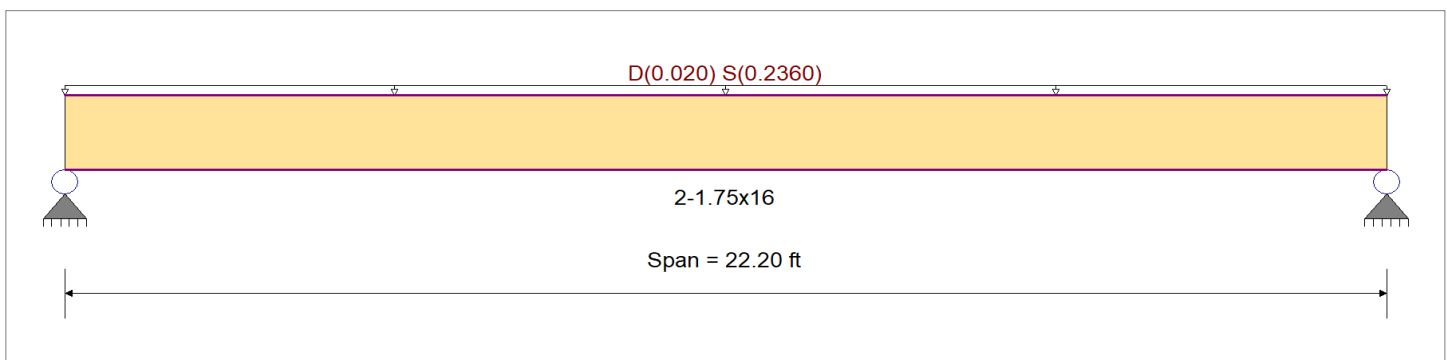 D(0.020) S(0.2360)
2-1.75x16
Span = 22.20 ft